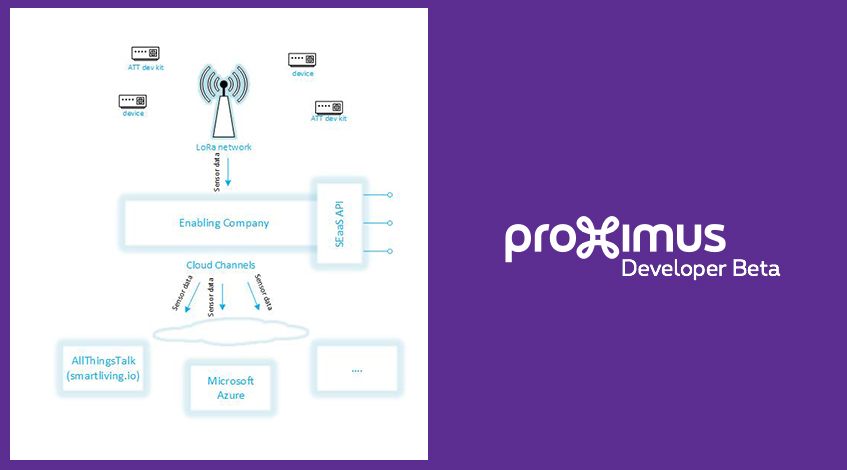 ATT dev kit
device
device
ATT dev kit
LoRa network
Sensor data
Enabling Company
SEaaS API
Cloud Channels
Sensor data
Sensor data
Sensor data
AllThingsTalk
(smartliving.io)
Microsoft
Azure
....
proximus
Developer Beta